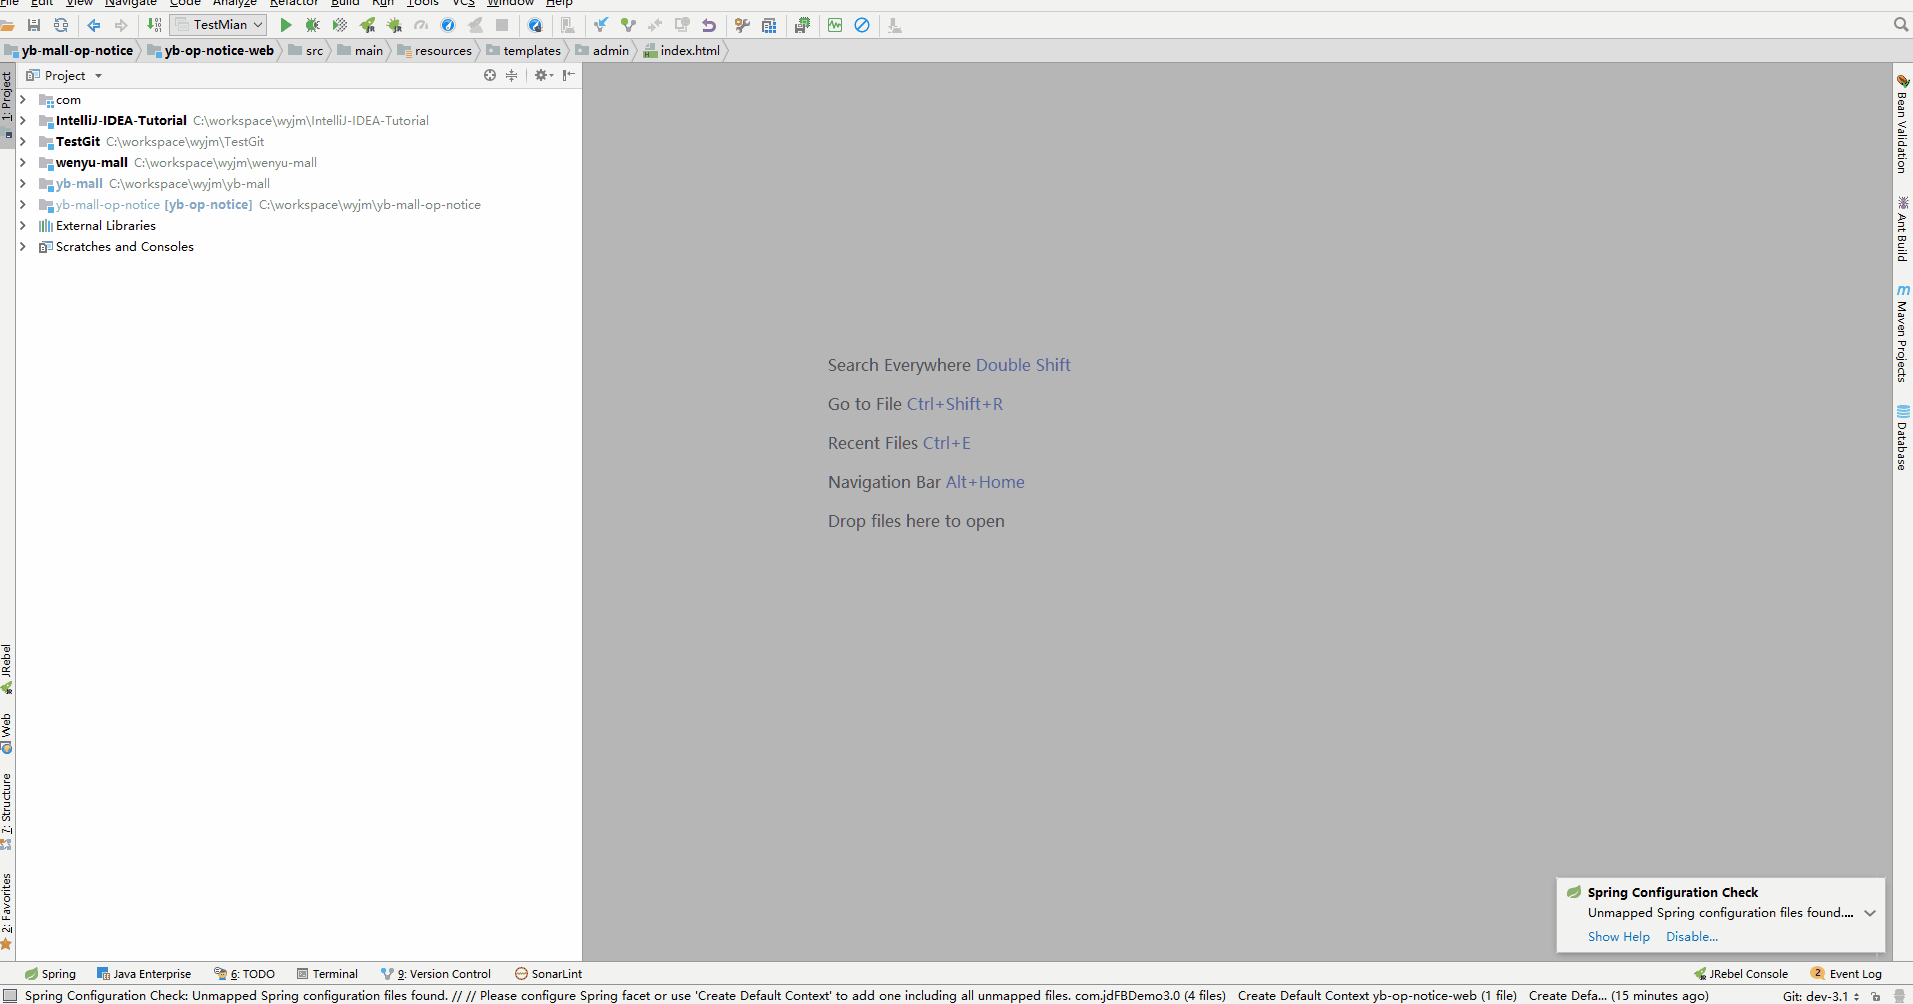 File Edit View Navigate Code Analyze Refactor Build Run Tools VCS Window Help
TestMian
yb-mall-op-notice yb-op-notice-web src main resources templates admin index.html
1: Project
Project
com
IntelliJ-IDEA-Tutorial C:\workspace\wyjm\IntelliJ-IDEA-Tutorial
TestGit C:\workspace\wyjm\TestGit
wenyu-mall C:\workspace\wyjm\wenyu-mall
yb-mall C:\workspace\wyjm\yb-mall
yb-mall-op-notice [yb-op-notice] C:\workspace\wyjm\yb-mall-op-notice
External Libraries
Scratches and Consoles
Search Everywhere Double Shift
Go to File Ctrl+Shift+R
Recent Files Ctrl+E
Navigation Bar Alt+Home
Drop files here to open
Bean Validation
Ant Build
m Maven Projects
Database
JRebel
Web
7: Structure
2: Favorites
Spring Configuration Check
Unmapped Spring configuration files found....
Show Help Disable...
Spring Java Enterprise 6: TODO Terminal 9: Version Control SonarLint JRebel Console 2 Event Log
Spring Configuration Check: Unmapped Spring configuration files found. // // Please configure Spring facet or use 'Create Default Context' to add one including all unmapped files. com.jdFBDemo3.0 (4 files) Create Default Context yb-op-notice-web (1 file) Create Defa... (15 minutes ago) Git: dev-3.1